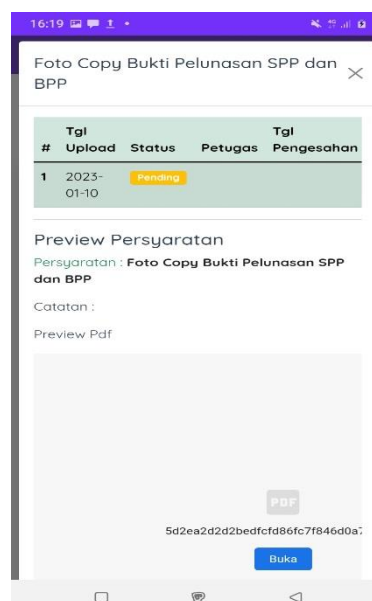 16:19
Foto Copy Bukti Pelunasan SPP dan
BPP
# Tgl Upload Status Petugas Tgl Pengesahan
1 2023-01-10 Pending
Preview Persyaratan
Persyaratan : Foto Copy Bukti Pelunasan SPP
dan BPP
Catatan :
Preview Pdf
PDF
5d2ea2d2d2bedfcfd86fc7f846d0a7
Buka